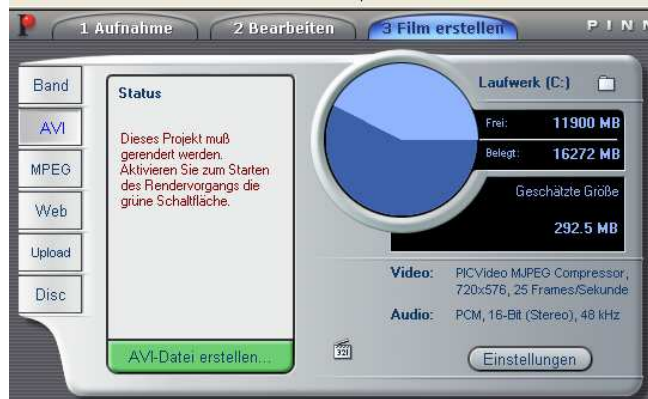 1 Aufnahme 2 Bearbeiten 3 Film erstellen PINN
Band
AVI
MPEG
Web
Upload
Disc
Status
Dieses Projekt muß
gerendert werden.
Aktivieren Sie zum Starten
des Rendervorgangs die
grüne Schaltfläche.
AVI-Datei erstellen...
Laufwerk (C:)
Frei: 11900 MB
Belegt: 16272 MB
Geschätzte Größe
292.5 MB
Video: PICVideo MJPEG Compressor,
720x576, 25 Frames/Sekunde
Audio: PCM, 16-Bit (Stereo), 48 kHz
321
Einstellungen